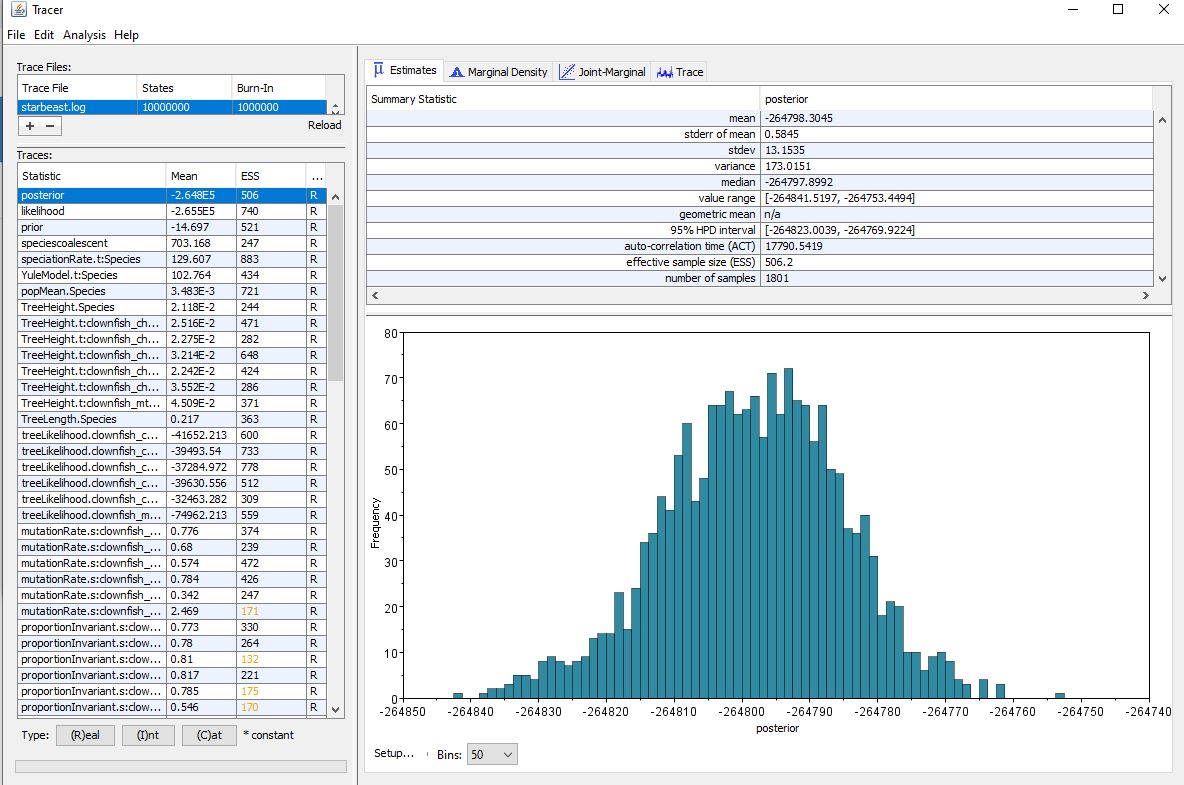 Tracer
File Edit Analysis Help
Trace Files:
Trace File States Burn-In
starbeast.log 10000000 1000000
+ − Reload
Traces:
Statistic Mean ESS ...
posterior -2.648E5 506 R
likelihood -2.655E5 740 R
prior -14.697 521 R
speciescoalescent 703.168 247 R
speciationRate.t:Species 129.607 883 R
YuleModel.t:Species 102.764 434 R
popMean.Species 3.483E-3 721 R
TreeHeight.Species 2.118E-2 244 R
TreeHeight.t:clownfish_ch... 2.516E-2 471 R
TreeHeight.t:clownfish_ch... 2.275E-2 282 R
TreeHeight.t:clownfish_ch... 3.214E-2 648 R
TreeHeight.t:clownfish_ch... 2.242E-2 424 R
TreeHeight.t:clownfish_ch... 3.552E-2 286 R
TreeHeight.t:clownfish_mt... 4.509E-2 371 R
TreeLength.Species 0.217 363 R
treeLikelihood.clownfish_c... -41652.213 600 R
treeLikelihood.clownfish_c... -39493.54 733 R
treeLikelihood.clownfish_c... -37284.972 778 R
treeLikelihood.clownfish_c... -39630.556 512 R
treeLikelihood.clownfish_c... -32463.282 309 R
treeLikelihood.clownfish_m... -74962.213 559 R
mutationRate.s:clownfish_... 0.776 374 R
mutationRate.s:clownfish_... 0.68 239 R
mutationRate.s:clownfish_... 0.574 472 R
mutationRate.s:clownfish_... 0.784 426 R
mutationRate.s:clownfish_... 0.342 247 R
mutationRate.s:clownfish_... 2.469 171 R
proportionInvariant.s:clow... 0.773 330 R
proportionInvariant.s:clow... 0.78 264 R
proportionInvariant.s:clow... 0.81 132 R
proportionInvariant.s:clow... 0.817 221 R
proportionInvariant.s:clow... 0.785 175 R
proportionInvariant.s:clow... 0.546 170 R
Type: (R)eal (I)nt (C)at * constant
Estimates Marginal Density Joint-Marginal Trace
Summary Statistic posterior
mean -264798.3045
stderr of mean 0.5845
stdev 13.1535
variance 173.0151
median -264797.8992
value range [-264841.5197, -264753.4494]
geometric mean n/a
95% HPD interval [-264823.0039, -264769.9224]
auto-correlation time (ACT) 17790.5419
effective sample size (ESS) 506.2
number of samples 1801
80
70
60
50
40
30
20
10
0
Frequency
-264850 -264840 -264830 -264820 -264810 -264800 -264790 -264780 -264770 -264760 -264750 -264740
posterior
Setup... Bins: 50